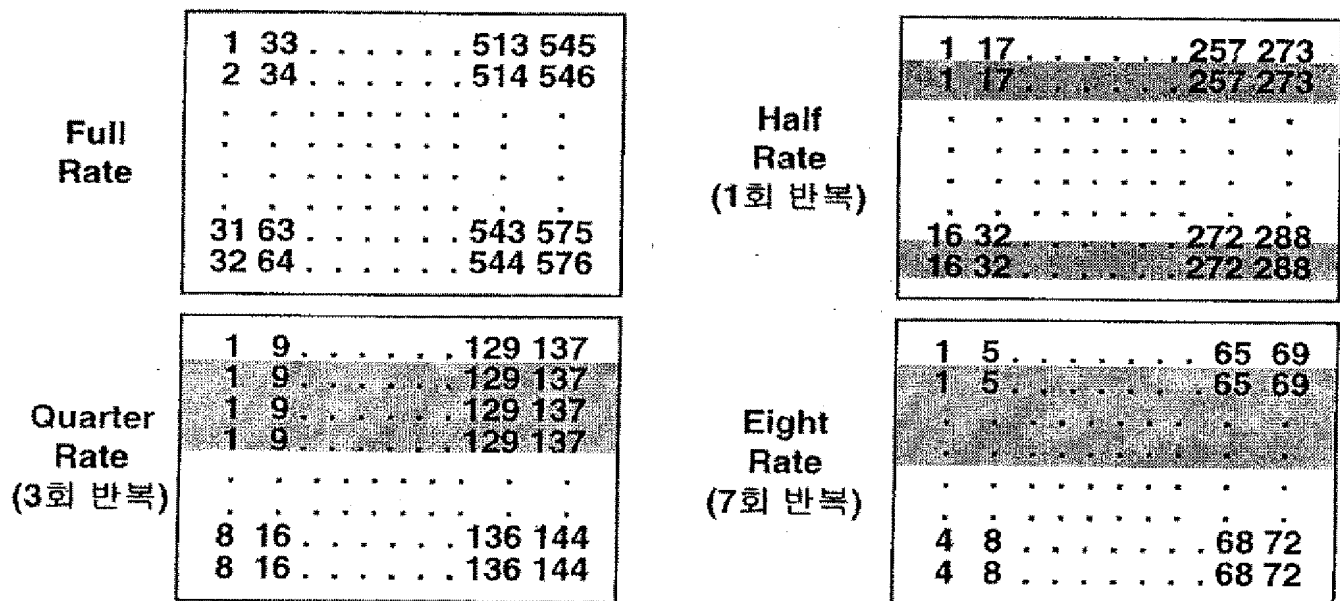 Full
Rate
1 33 . . . . . . 513 545
2 34 . . . . . . 514 546
. . . . . . . . . .
. . . . . . . . . .
. . . . . . . . . .
. . . . . . . . . .
31 63 . . . . . . 543 575
32 64 . . . . . . 544 576
Half
Rate
(1회 반복)
1 17 . . . . . . 257 273
1 17 . . . . . . 257 273
. . . . . . . . . .
. . . . . . . . . .
. . . . . . . . . .
. . . . . . . . . .
16 32 . . . . . . 272 288
16 32 . . . . . . 272 288
Quarter
Rate
(3회 반복)
1 9 . . . . . . 129 137
1 9 . . . . . . 129 137
1 9 . . . . . . 129 137
1 9 . . . . . . 129 137
. . . . . . . . . .
. . . . . . . . . .
8 16 . . . . . . 136 144
8 16 . . . . . . 136 144
Eight
Rate
(7회 반복)
1 5 . . . . . . . 65 69
1 5 . . . . . . . 65 69
. . . . . . . . . .
. . . . . . . . . .
. . . . . . . . . .
. . . . . . . . . .
4 8 . . . . . . . 68 72
4 8 . . . . . . . 68 72